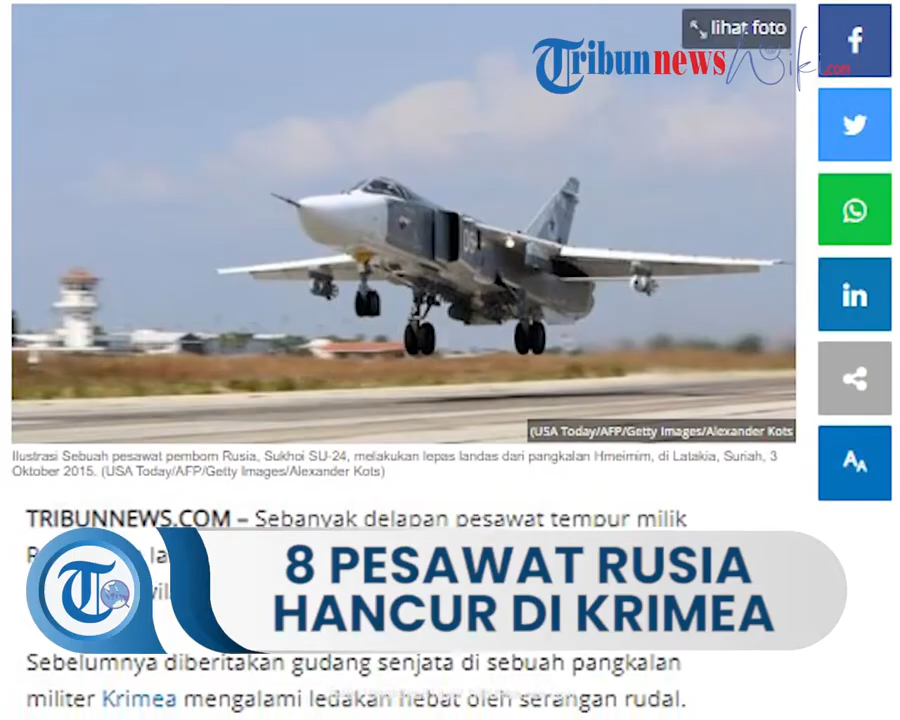 lihat foto
Tribunnews Wiki.com
06
(USA Today/AFP/Getty Images/Alexander Kots
Ilustrasi Sebuah pesawat pembom Rusia, Sukhoi SU-24, melakukan lepas landas dari pangkalan Hmeimim, di Latakia, Suriah, 3
Oktober 2015. (USA Today/AFP/Getty Images/Alexander Kots)
TRIBUNNEWS.COM – Sebanyak delapan pesawat tempur milik
8 PESAWAT RUSIA
HANCUR DI KRIMEA
Sebelumnya diberitakan gudang senjata di sebuah pangkalan
militer Krimea mengalami ledakan hebat oleh serangan rudal.